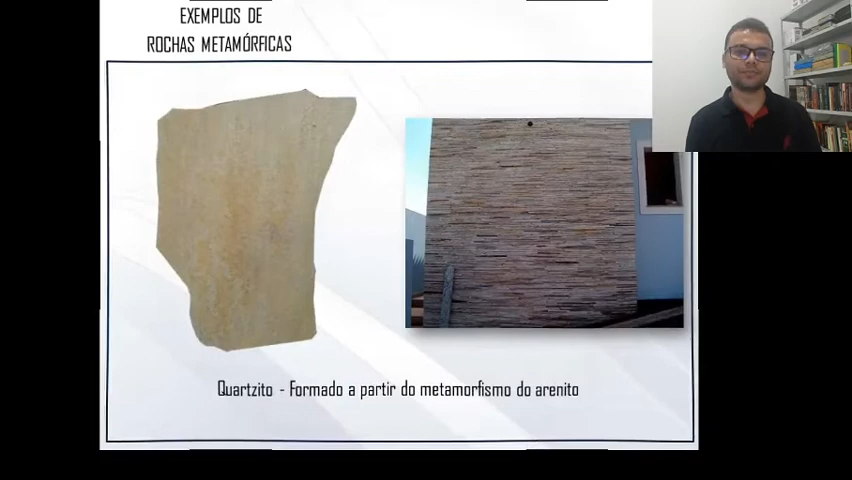 EXEMPLOS DE
ROCHAS METAMÓRFICAS
Quartzito - Formado a partir do metamorfismo do arenito